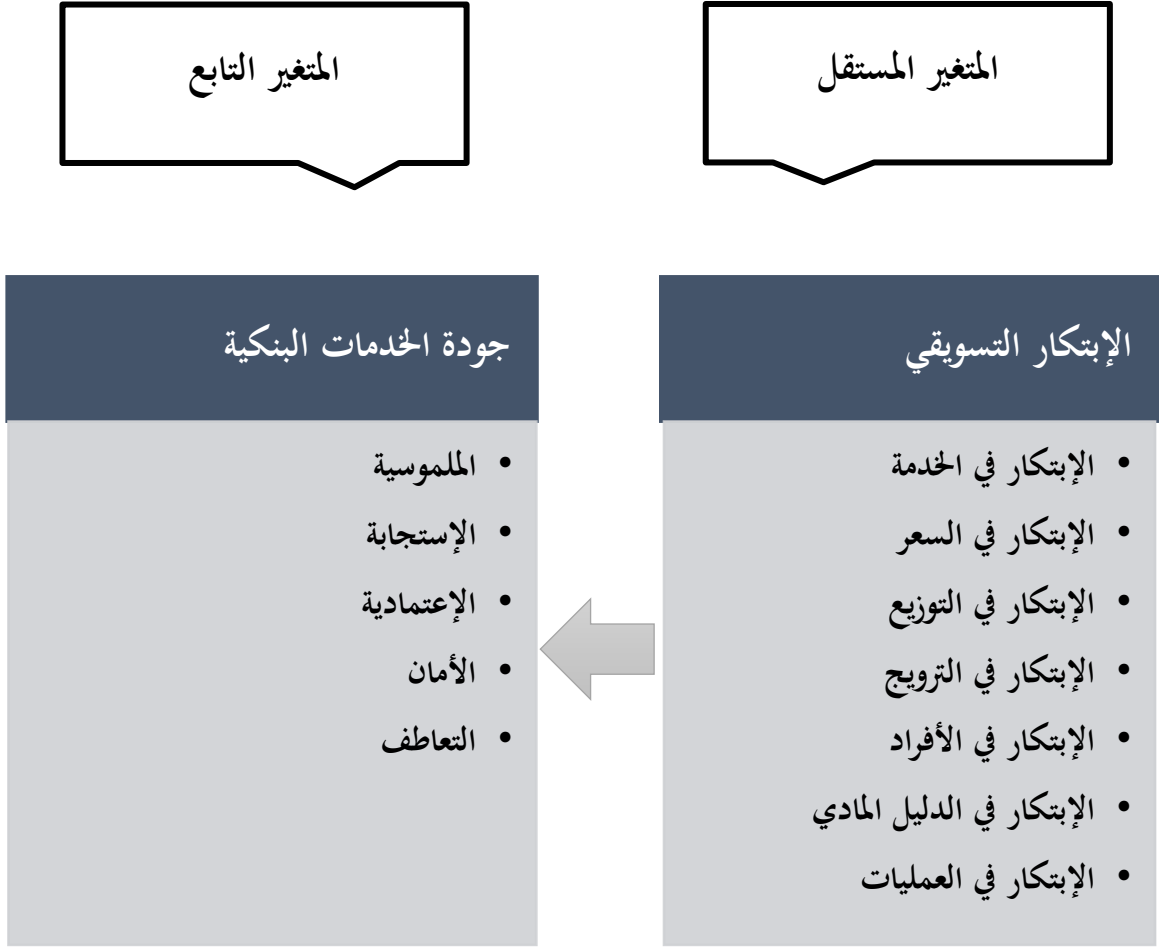 المتغير المستقل
المتغير التابع
الإبتكار التسويقي
• الإبتكار في الخدمة
• الإبتكار في السعر
• الإبتكار في التوزيع
• الإبتكار في الترويج
• الإبتكار في الأفراد
• الإبتكار في الدليل المادي
• الإبتكار في العمليات
جودة الخدمات البنكية
• الملموسية
• الإستجابة
• الإعتمادية
• الأمان
• التعاطف